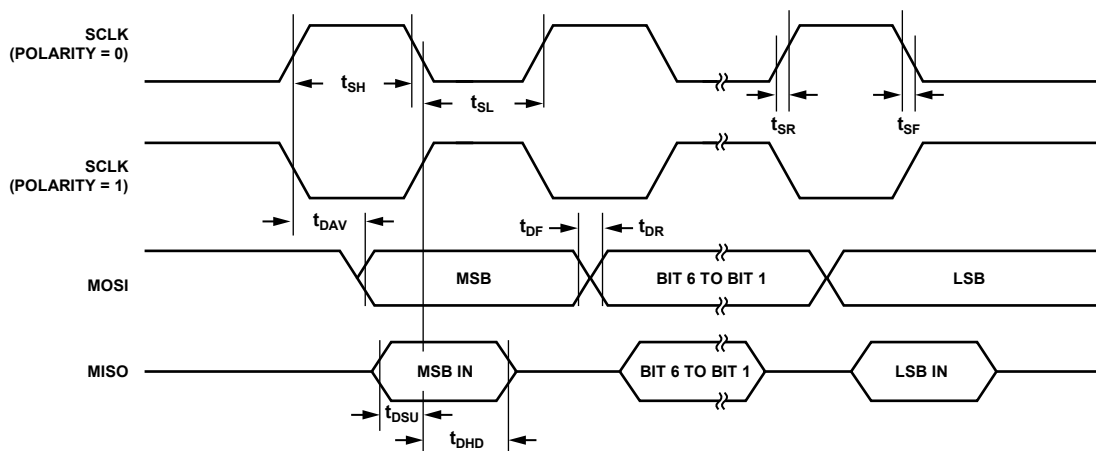 SCLK
(POLARITY = 0)
tSH
tSL
tSR
tSF
SCLK
(POLARITY = 1)
tDAV
tDF
tDR
MOSI
MSB
BIT 6 TO BIT 1
LSB
MISO
MSB IN
BIT 6 TO BIT 1
LSB IN
tDSU
tDHD